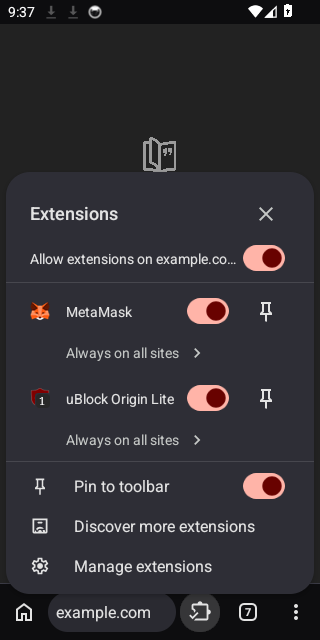 9:37
Extensions
Allow extensions on example.co...
MetaMask
Always on all sites
1
uBlock Origin Lite
Always on all sites
Pin to toolbar
Discover more extensions
Manage extensions
example.com
7